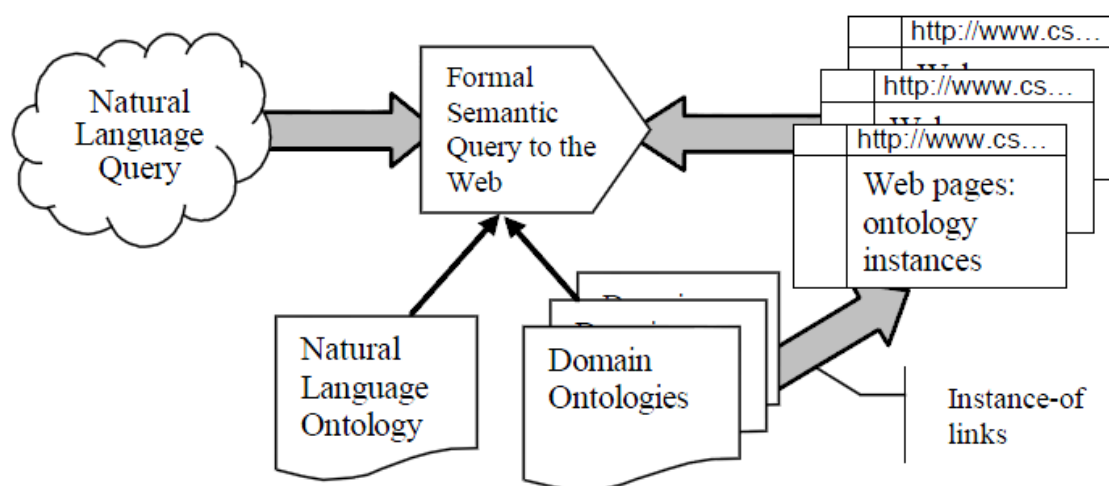 Natural
Language
Query
Formal
Semantic
Query to the
Web
http://www.cs...
http://www.cs...
http://www.cs...
Web pages:
ontology
instances
Natural
Language
Ontology
Domain
Ontologies
Instance-of
links